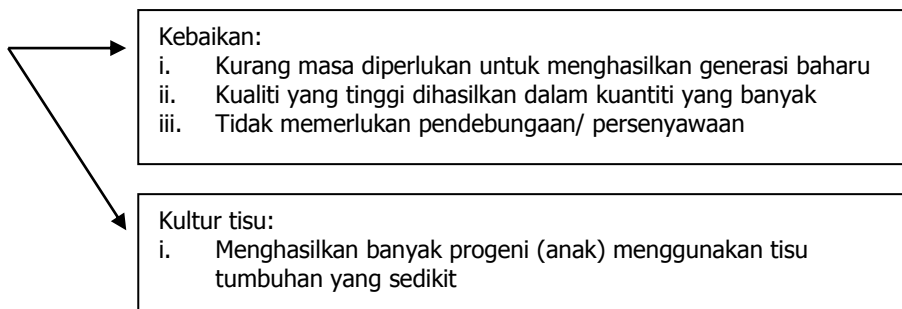 Kebaikan:
i. Kurang masa diperlukan untuk menghasilkan generasi baharu
ii. Kualiti yang tinggi dihasilkan dalam kuantiti yang banyak
iii. Tidak memerlukan pendebungaan/ persenyawaan
Kultur tisu:
i. Menghasilkan banyak progeni (anak) menggunakan tisu
tumbuhan yang sedikit